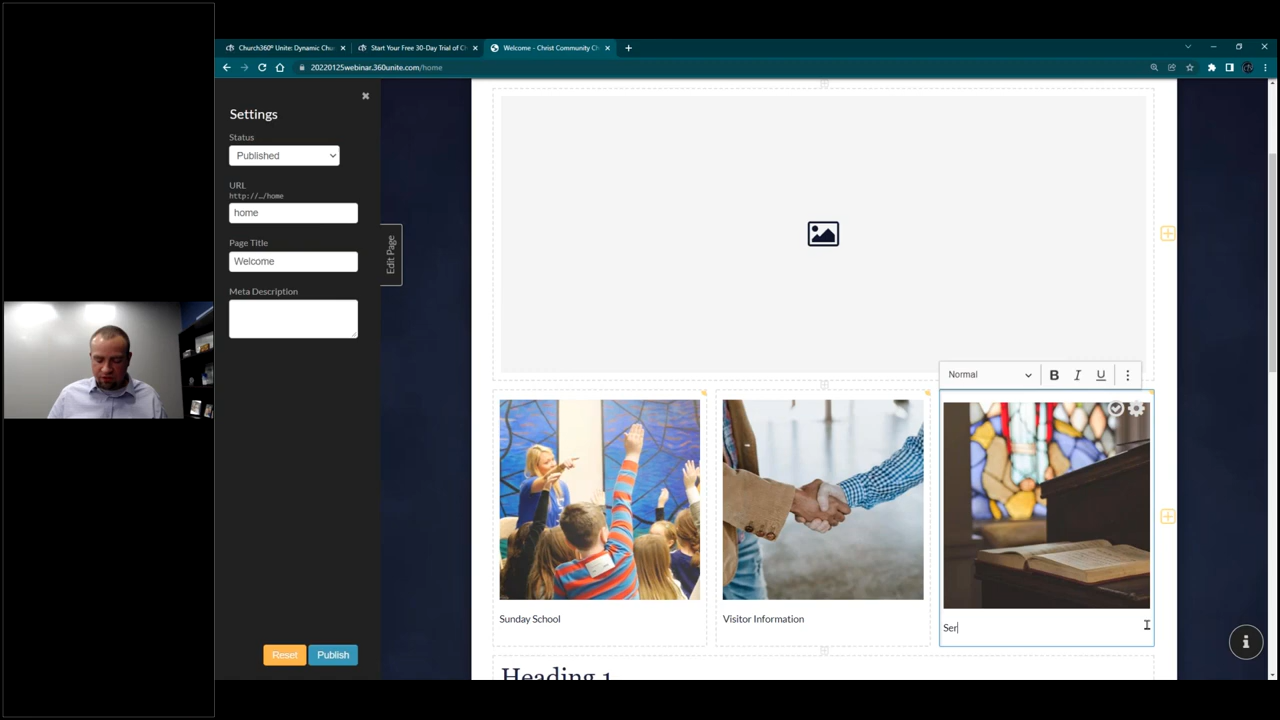 Church360° Unite: Dynamic Chu
Start Your Free 30-Day Trial of Ch
Welcome - Christ Community Ch
20220125webinar.360unite.com/home
Settings
Status
Published
URL
http://…/home
home
Page Title
Welcome
Meta Description
Edit Page
Reset
Publish
Normal
B I U
Sunday School
Visitor Information
Ser
Heading 1